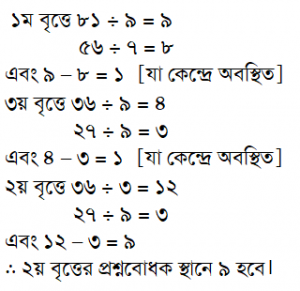 ১ম বৃত্তে ৮১ ÷ ৯ = ৯
৫৬ ÷ ৭ = ৮
এবং ৯ – ৮ = ১ [যা কেন্দ্রে অবস্থিত]
৩য় বৃত্তে ৩৬ ÷ ৯ = ৪
২৭ ÷ ৯ = ৩
এবং ৪ – ৩ = ১ [যা কেন্দ্রে অবস্থিত]
২য় বৃত্তে ৩৬ ÷ ৩ = ১২
২৭ ÷ ৯ = ৩
এবং ১২ – ৩ = ৯
∴ ২য় বৃত্তের প্রশ্নবোধক স্থানে ৯ হবে।